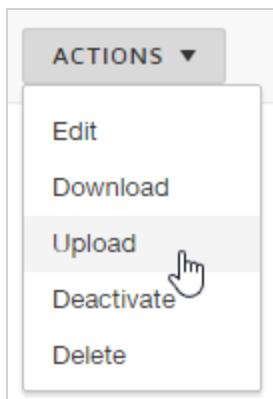 ACTIONS ▼
Edit
Download
Upload
Deactivate
Delete